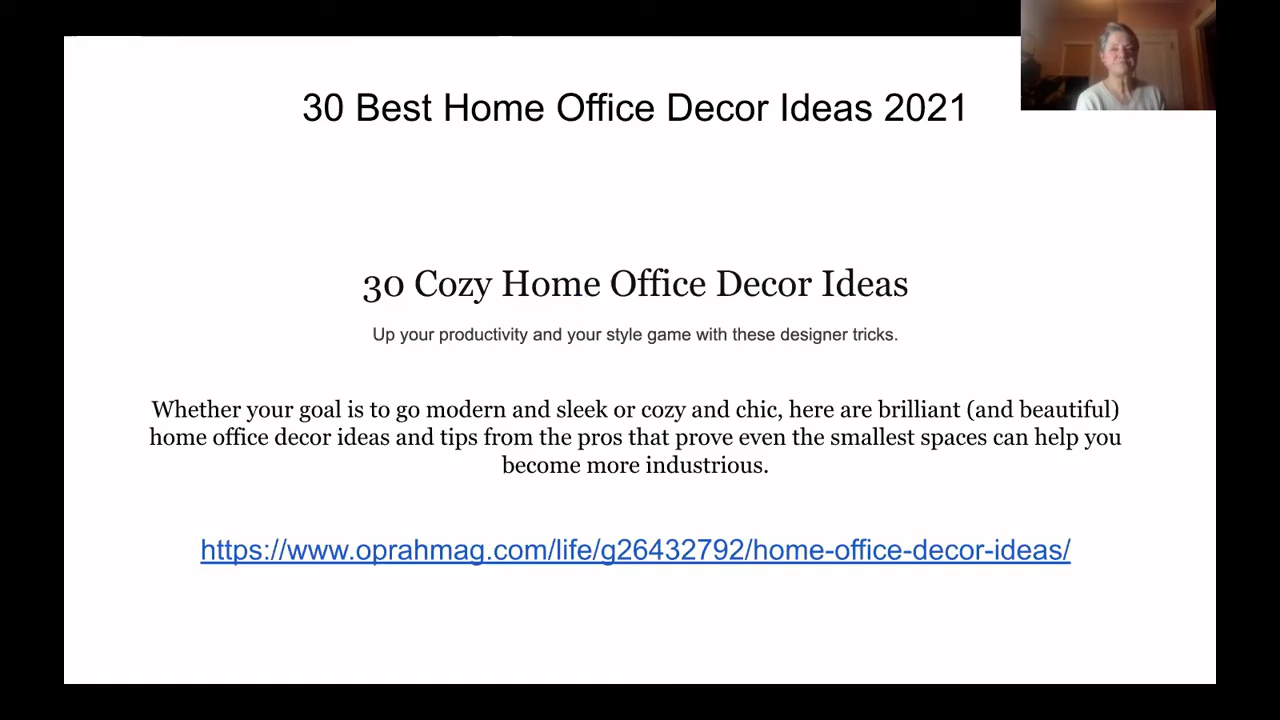 30 Best Home Office Decor Ideas 2021
30 Cozy Home Office Decor Ideas
Up your productivity and your style game with these designer tricks.
Whether your goal is to go modern and sleek or cozy and chic, here are brilliant (and beautiful)
home office decor ideas and tips from the pros that prove even the smallest spaces can help you
become more industrious.
https://www.oprahmag.com/life/g26432792/home-office-decor-ideas/